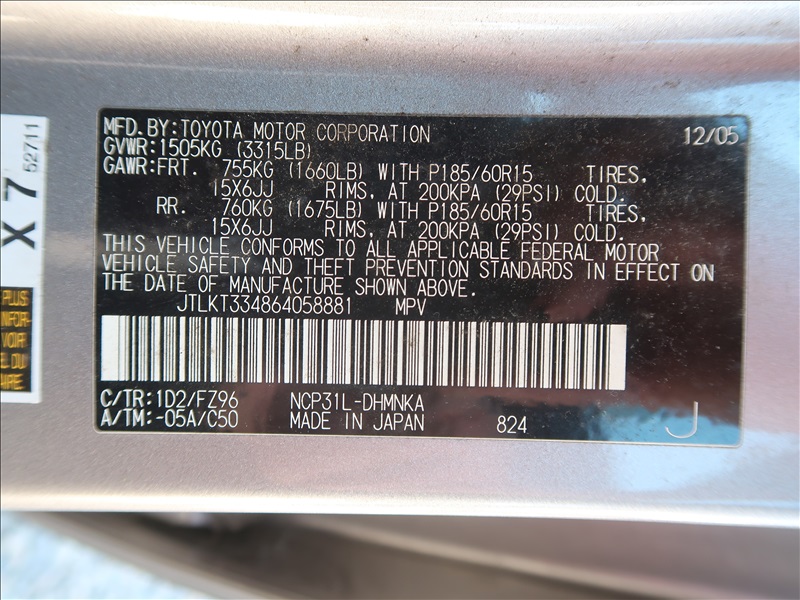 MFD.BY:TOYOTA MOTOR CORPORATION 12/05
GVWR:1505KG (3315LB)
GAWR:FRT. 755KG (1660LB) WITH P185/60R15 TIRES,
15X6JJ RIMS, AT 200KPA (29PSI) COLD.
RR. 760KG (1675LB) WITH P185/60R15 TIRES,
15X6JJ RIMS, AT 200KPA (29PSI) COLD.
THIS VEHICLE CONFORMS TO ALL APPLICABLE FEDERAL MOTOR
VEHICLE SAFETY AND THEFT PREVENTION STANDARDS IN EFFECT ON
THE DATE OF MANUFACTURE SHOWN ABOVE.
JTLKT334864058881 MPV
C/TR:1D2/FZ96 NCP31L-DHMNKA
A/TM:-05A/C50 MADE IN JAPAN 824 J
X 7
52711
PLUS
INFOR-
VOIR